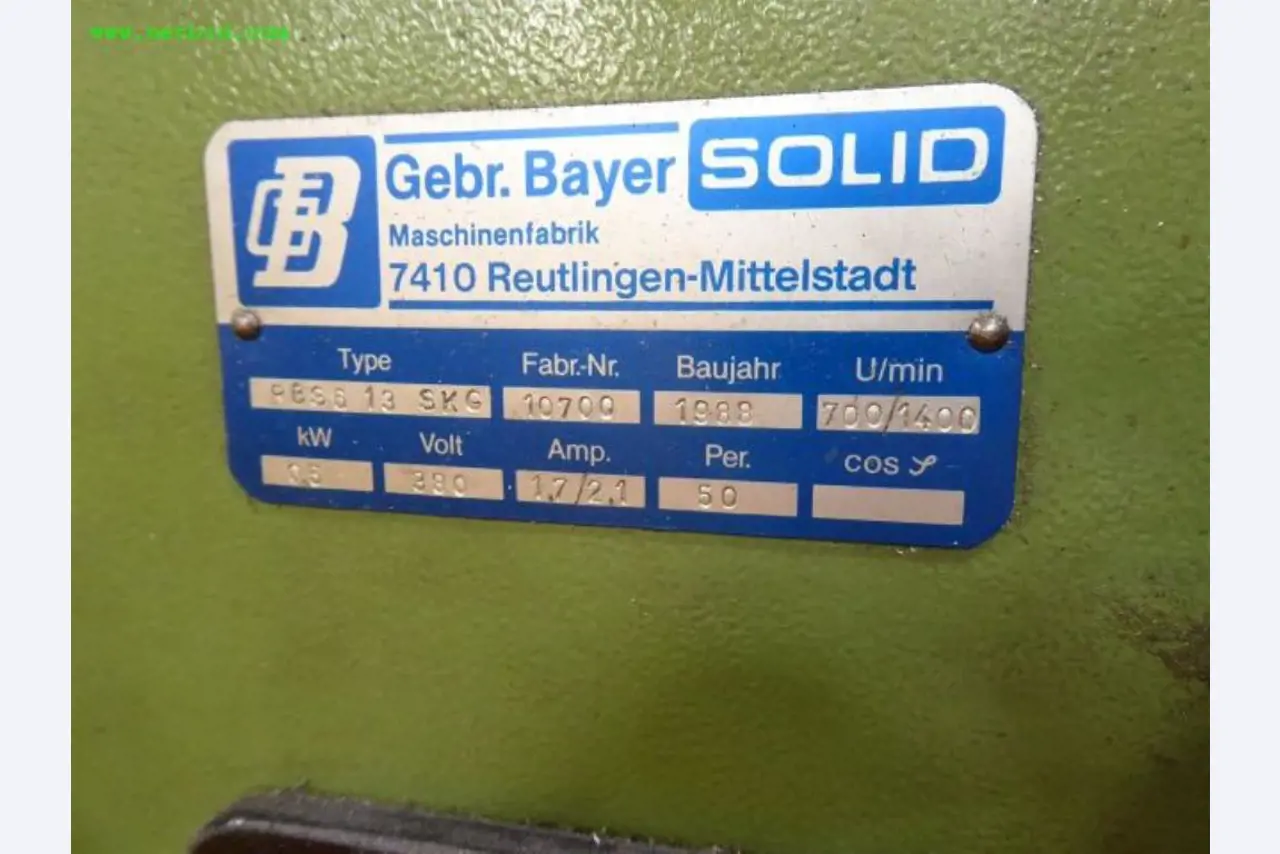 GB
Gebr. Bayer SOLID
Maschinenfabrik
7410 Reutlingen-Mittelstadt
Type Fabr.-Nr. Baujahr U/min
13 SKG 10700 1988 700/1400
kW Volt Amp. Per. cos φ
380 1,7/2,1 50